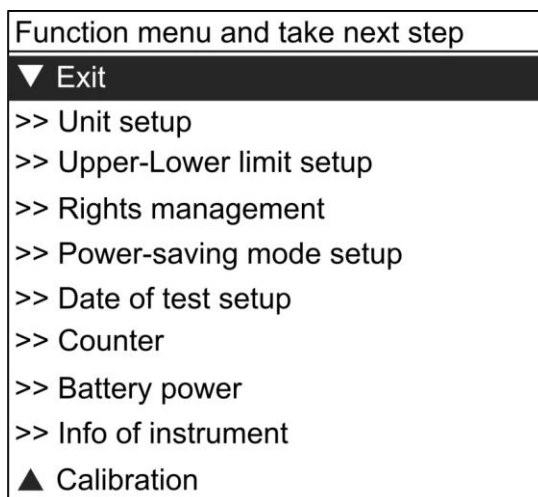 Function menu and take next step
▼ Exit
>> Unit setup
>> Upper-Lower limit setup
>> Rights management
>> Power-saving mode setup
>> Date of test setup
>> Counter
>> Battery power
>> Info of instrument
▲ Calibration